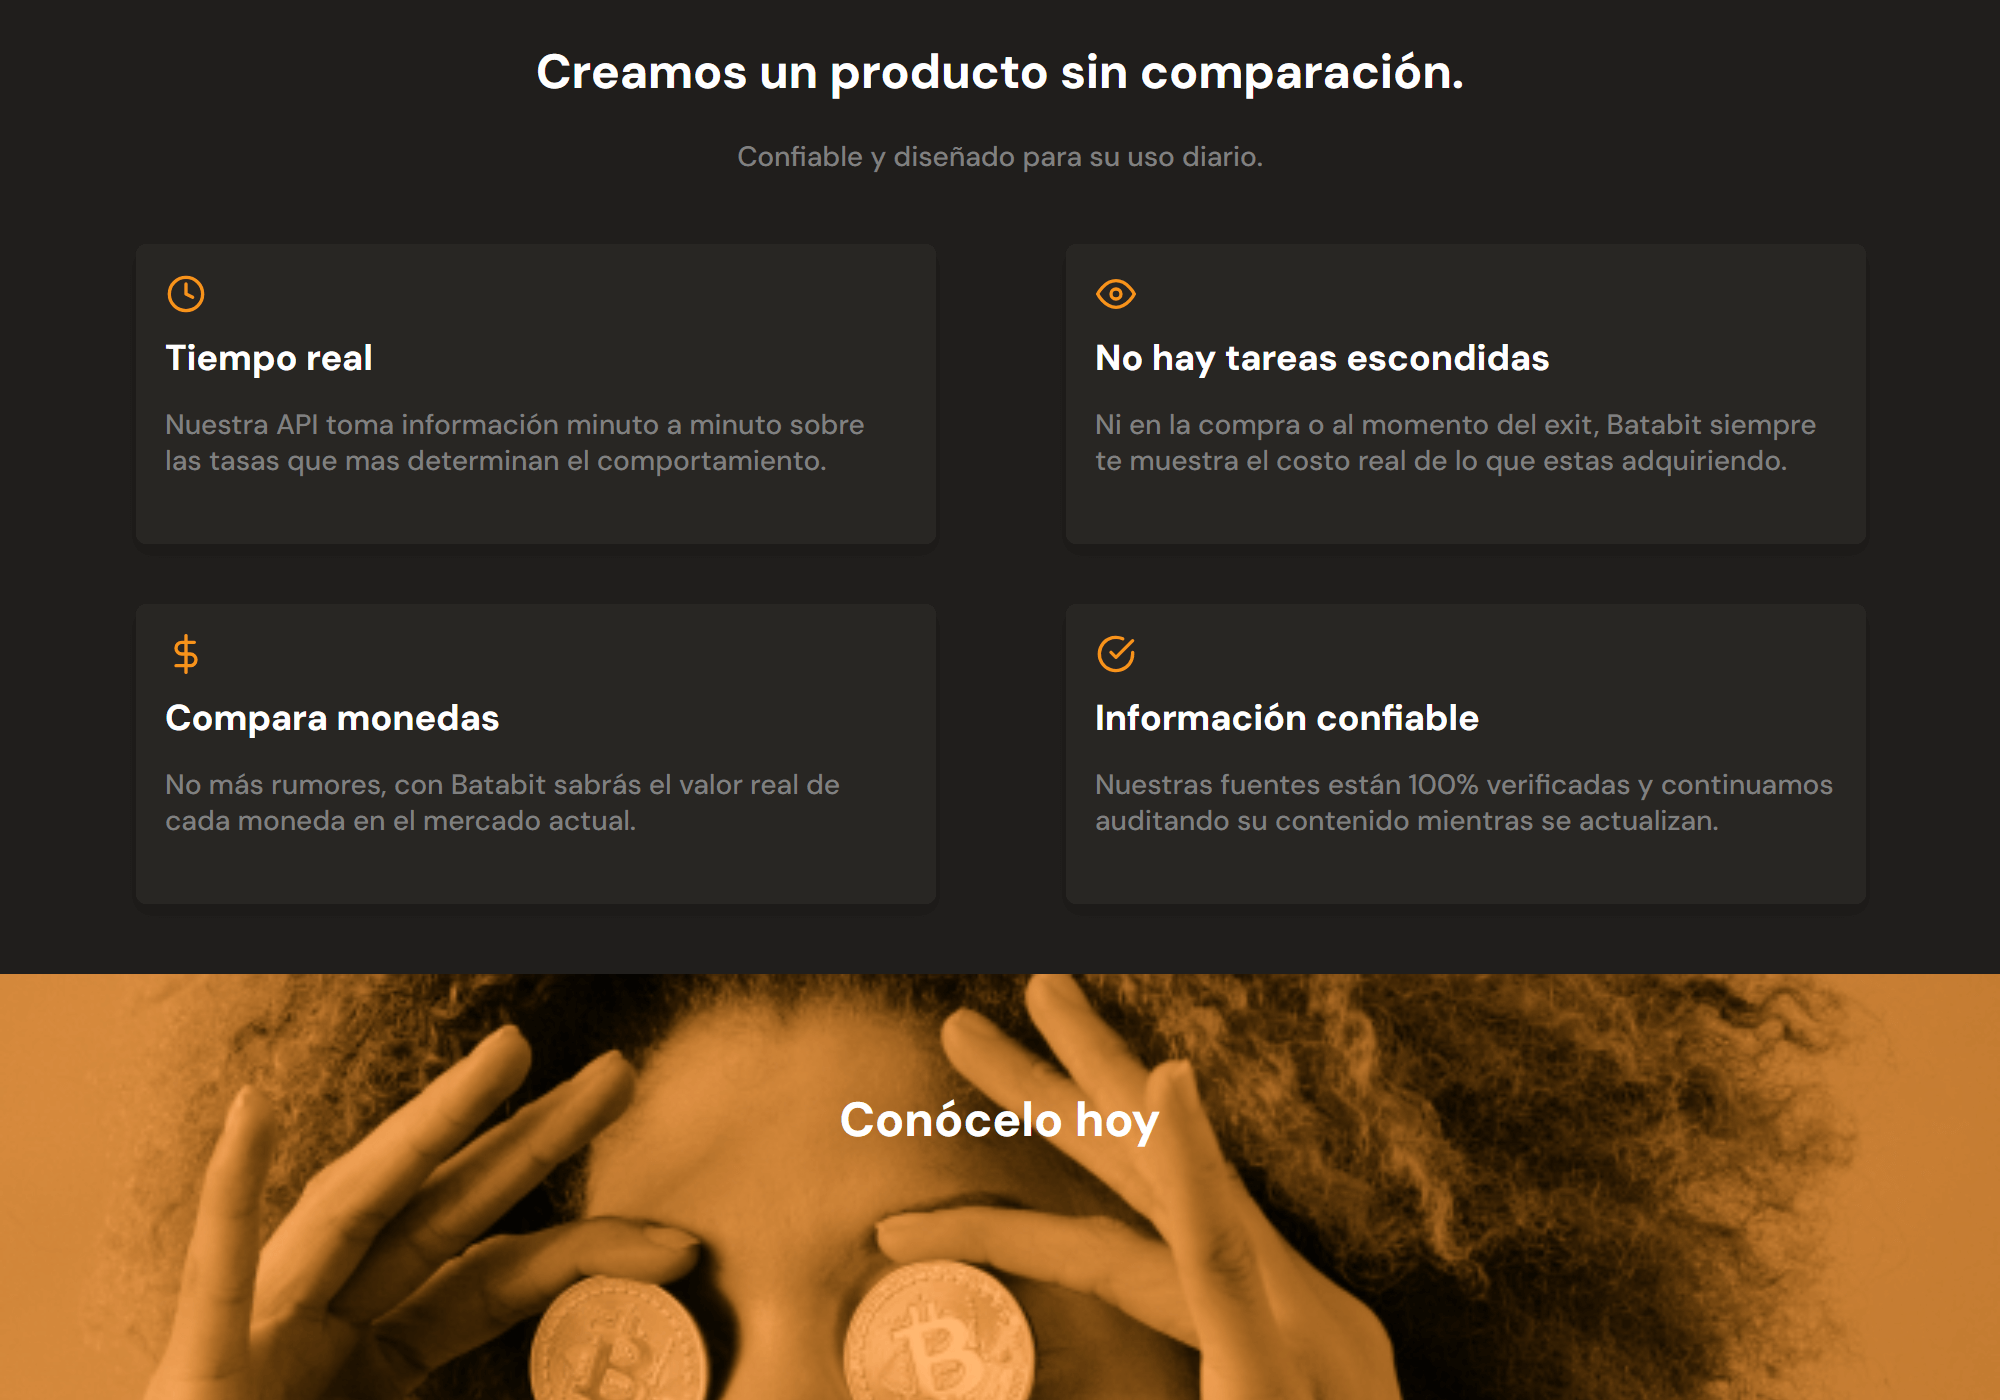 Creamos un producto sin comparación.
Confiable y diseñado para su uso diario.
Tiempo real
Nuestra API toma información minuto a minuto sobre
las tasas que mas determinan el comportamiento.
No hay tareas escondidas
Ni en la compra o al momento del exit, Batabit siempre
te muestra el costo real de lo que estas adquiriendo.
Compara monedas
No más rumores, con Batabit sabrás el valor real de
cada moneda en el mercado actual.
Información confiable
Nuestras fuentes están 100% verificadas y continuamos
auditando su contenido mientras se actualizan.
Conócelo hoy